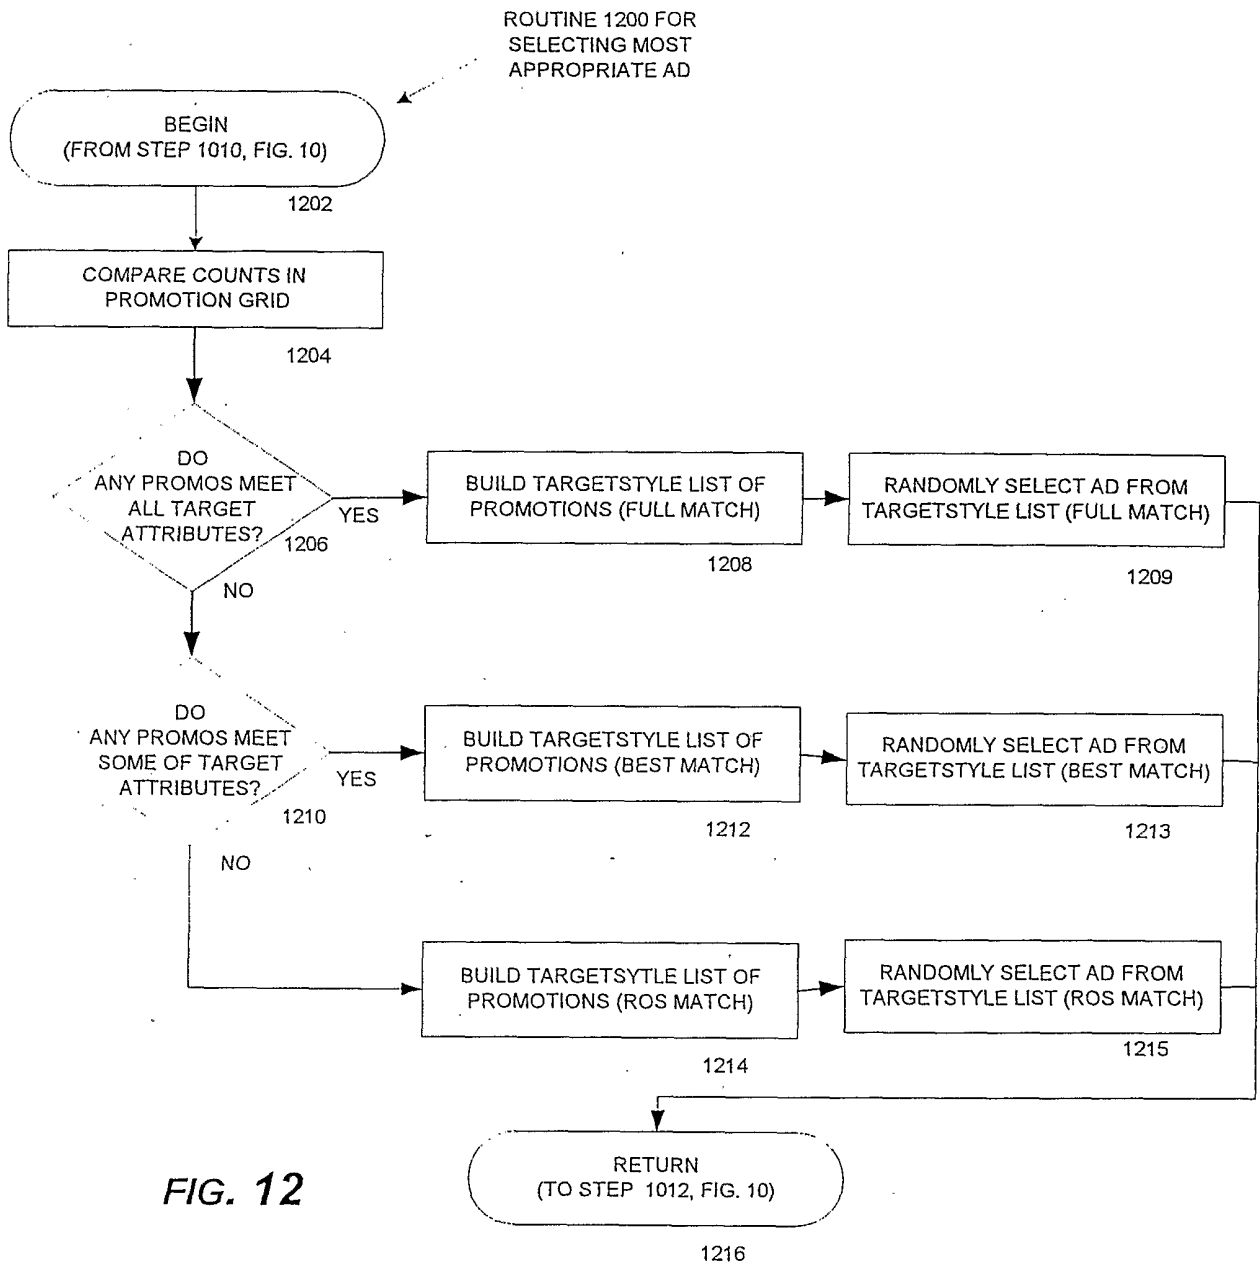 ROUTINE 1200 FOR
SELECTING MOST
APPROPRIATE AD
BEGIN
(FROM STEP 1010, FIG. 10)
1202
COMPARE COUNTS IN
PROMOTION GRID
1204
DO
ANY PROMOS MEET
ALL TARGET
ATTRIBUTES?
1206
YES
NO
BUILD TARGETSTYLE LIST OF
PROMOTIONS (FULL MATCH)
1208
RANDOMLY SELECT AD FROM
TARGETSTYLE LIST (FULL MATCH)
1209
DO
ANY PROMOS MEET
SOME OF TARGET
ATTRIBUTES?
1210
YES
NO
BUILD TARGETSTYLE LIST OF
PROMOTIONS (BEST MATCH)
1212
RANDOMLY SELECT AD FROM
TARGETSTYLE LIST (BEST MATCH)
1213
BUILD TARGETSYTLE LIST OF
PROMOTIONS (ROS MATCH)
1214
RANDOMLY SELECT AD FROM
TARGETSTYLE LIST (ROS MATCH)
1215
RETURN
(TO STEP 1012, FIG. 10)
1216
FIG. 12